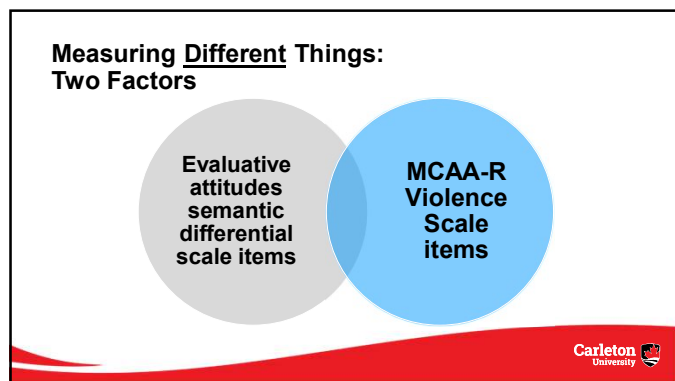 Measuring Different Things:
Two Factors
Evaluative
attitudes
semantic
differential
scale items
MCAA-R
Violence
Scale
items
Carleton
University